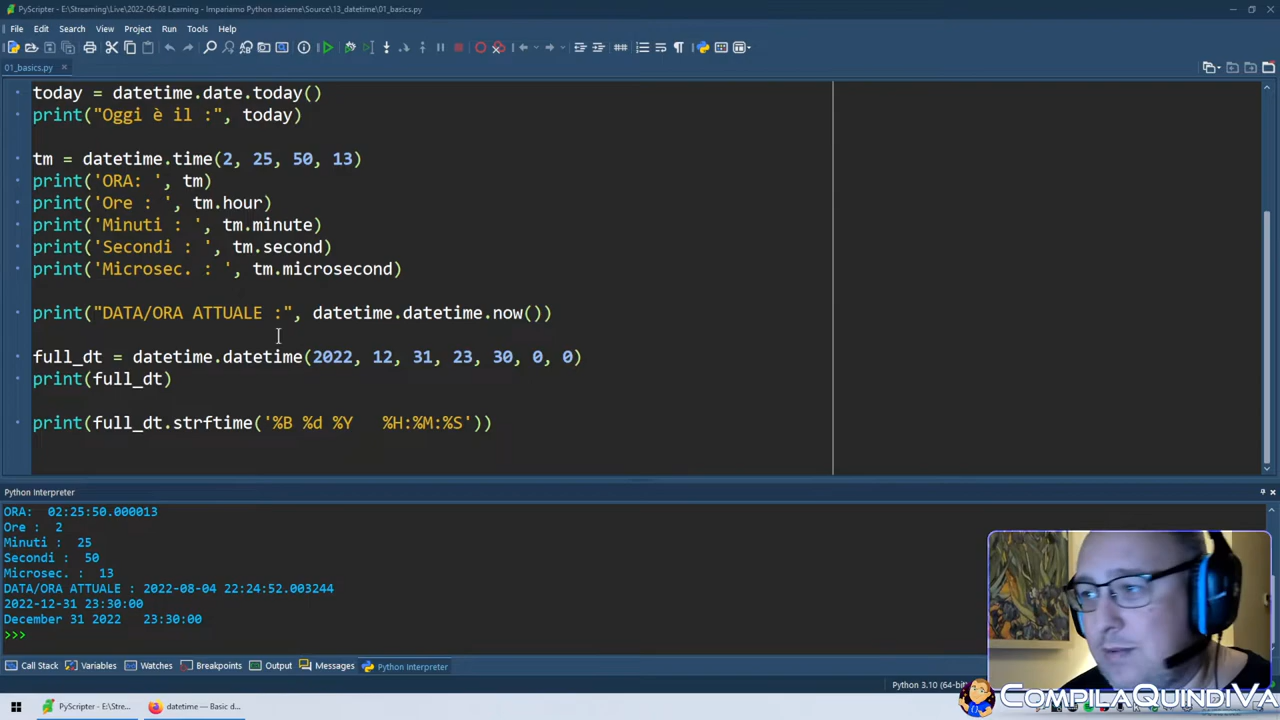 PyScripter - E:\Streaming\Live\2022-06-08 Learning - Impariamo Python assieme\Source\13_datetime\01_basics.py
File Edit Search View Project Run Tools Help
01_basics.py
today = datetime.date.today()
print("Oggi è il :", today)
tm = datetime.time(2, 25, 50, 13)
print('ORA: ', tm)
print('Ore : ', tm.hour)
print('Minuti : ', tm.minute)
print('Secondi : ', tm.second)
print('Microsec. : ', tm.microsecond)
print("DATA/ORA ATTUALE :", datetime.datetime.now())
full_dt = datetime.datetime(2022, 12, 31, 23, 30, 0, 0)
print(full_dt)
print(full_dt.strftime('%B %d %Y   %H:%M:%S'))
Python Interpreter
ORA:  02:25:50.000013
Ore :  2
Minuti :  25
Secondi :  50
Microsec. :  13
DATA/ORA ATTUALE : 2022-08-04 22:24:52.003244
2022-12-31 23:30:00
December 31 2022   23:30:00
>>>
Call Stack Variables Watches Breakpoints Output Messages Python Interpreter
Python 3.10 (64-bit)
PyScripter - E:\Stre... datetime — Basic d...
CompilaQuindiVa